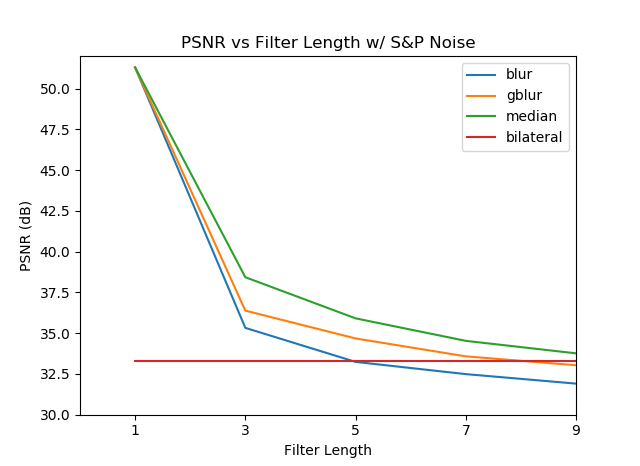 PSNR vs Filter Length w/ S&P Noise
blur
gblur
median
bilateral
PSNR (dB)
50.0
47.5
45.0
42.5
40.0
37.5
35.0
32.5
30.0
1 3 5 7 9
Filter Length